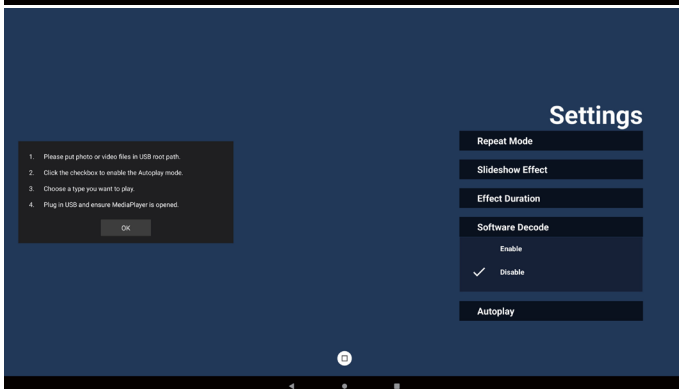 Settings
1. Please put photo or video files in USB root path.
2. Click the checkbox to enable the Autoplay mode.
3. Choose a type you want to play.
4. Plug in USB and ensure MediaPlayer is opened.
OK
Repeat Mode
Slideshow Effect
Effect Duration
Software Decode
Enable
Disable
Autoplay